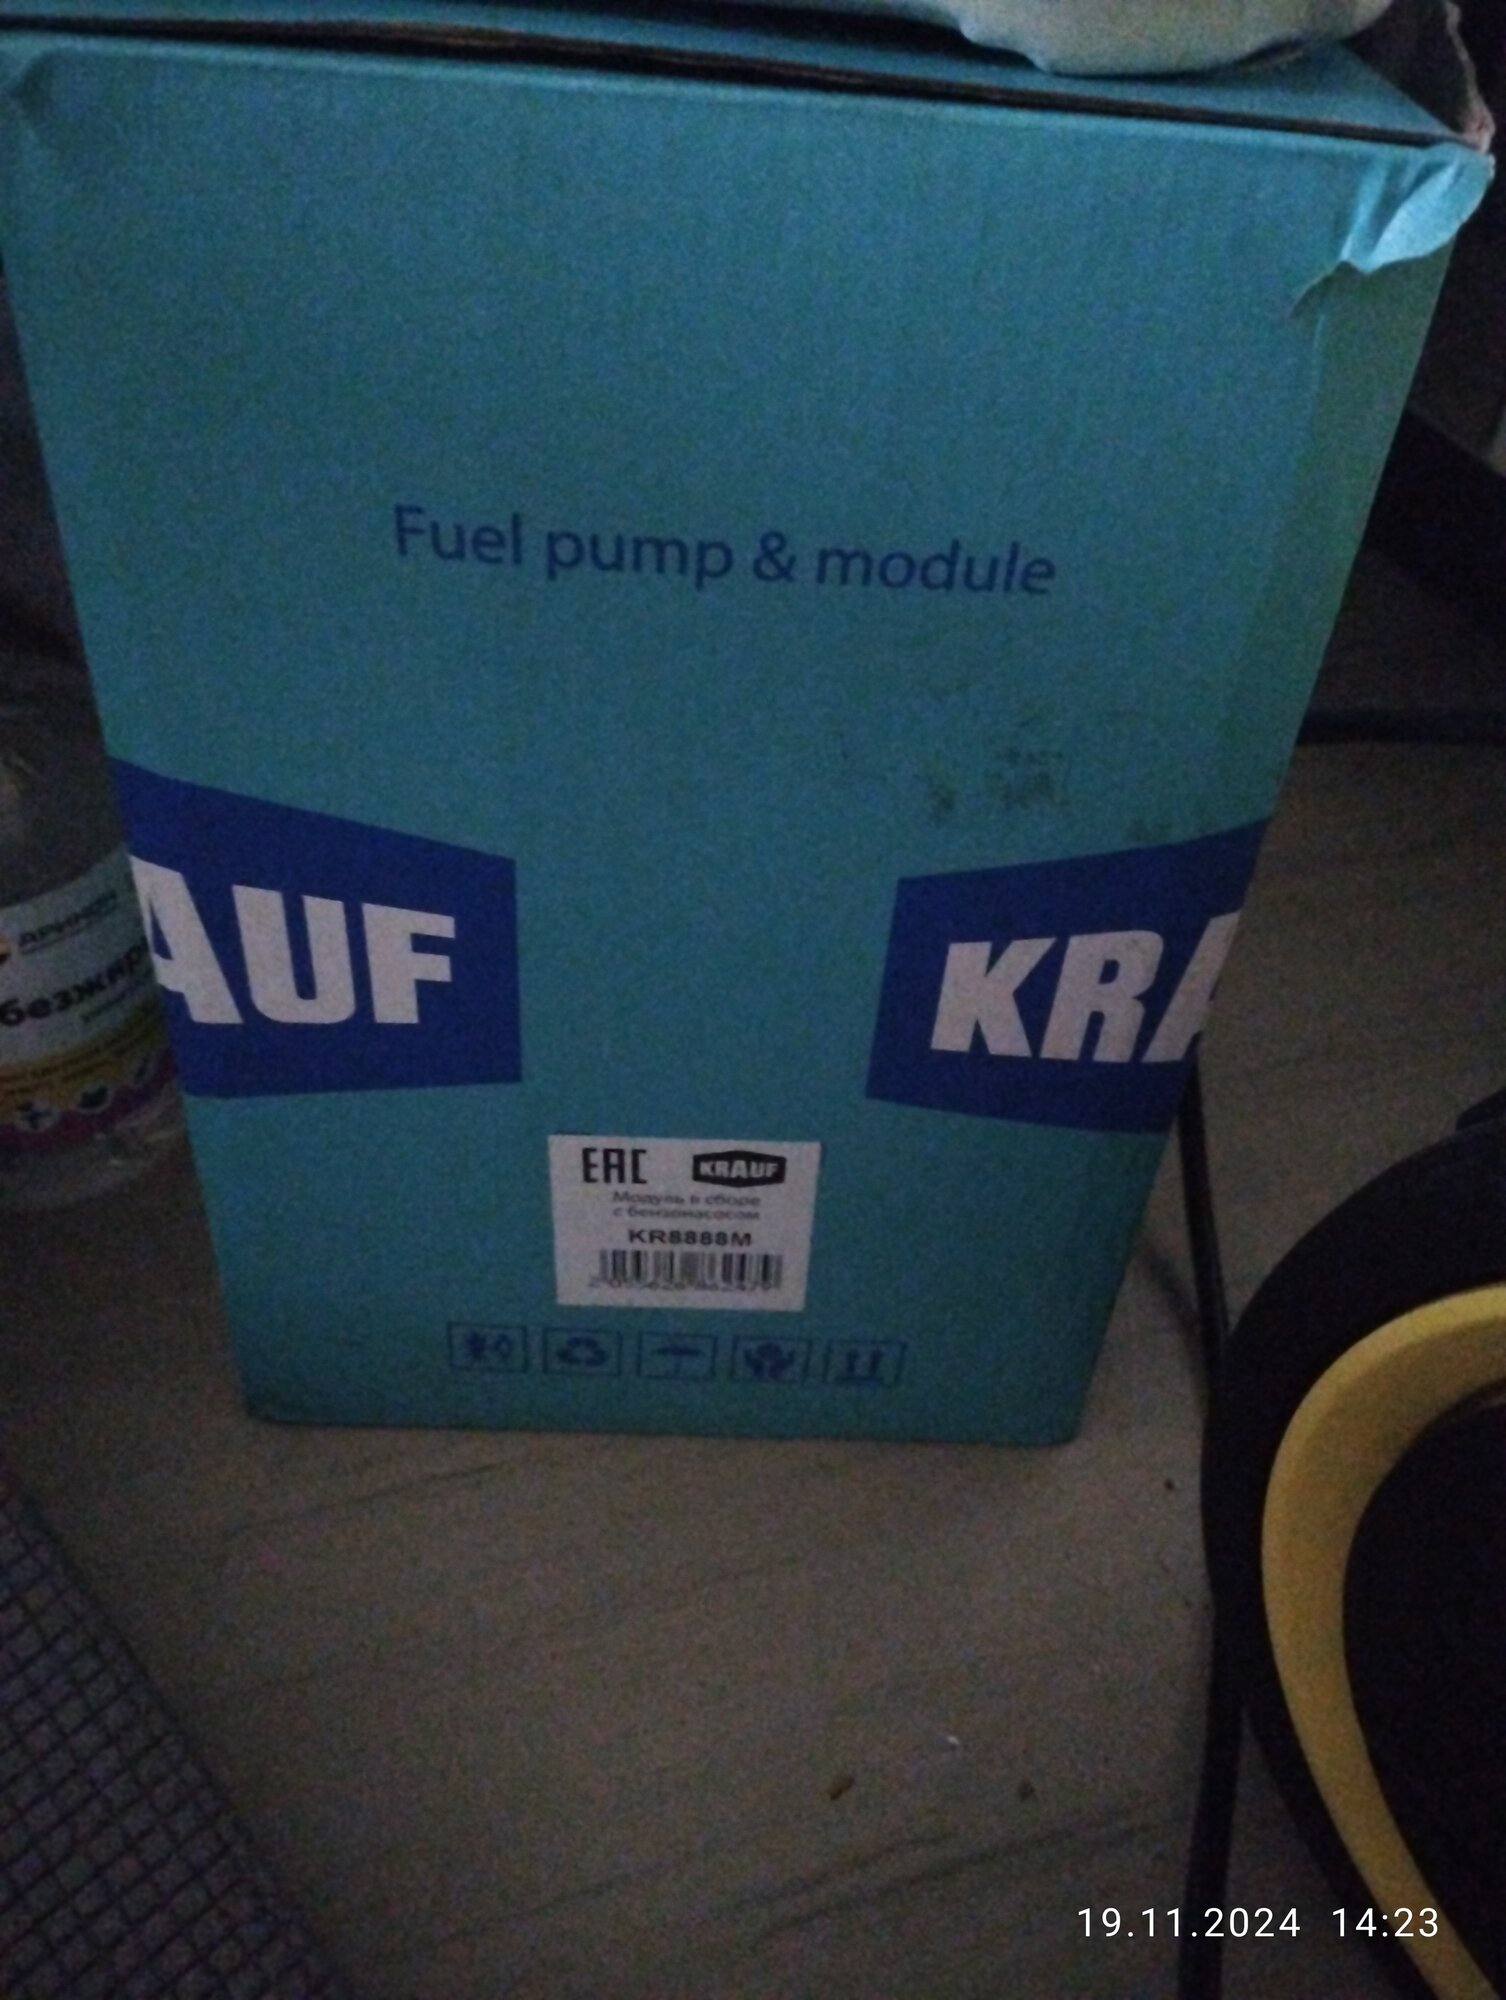 Fuel pump & module
AUF
KRA
EAC KRAUF
Модуль в сборе
с бензонасосом
KR8888M
19.11.2024 14:23